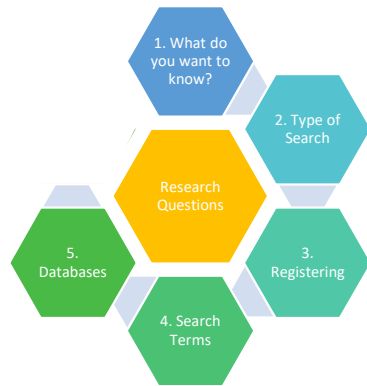 1. What do
you want to
know?
2. Type of
Search
Research
Questions
3.
Registering
4. Search
Terms
5.
Databases